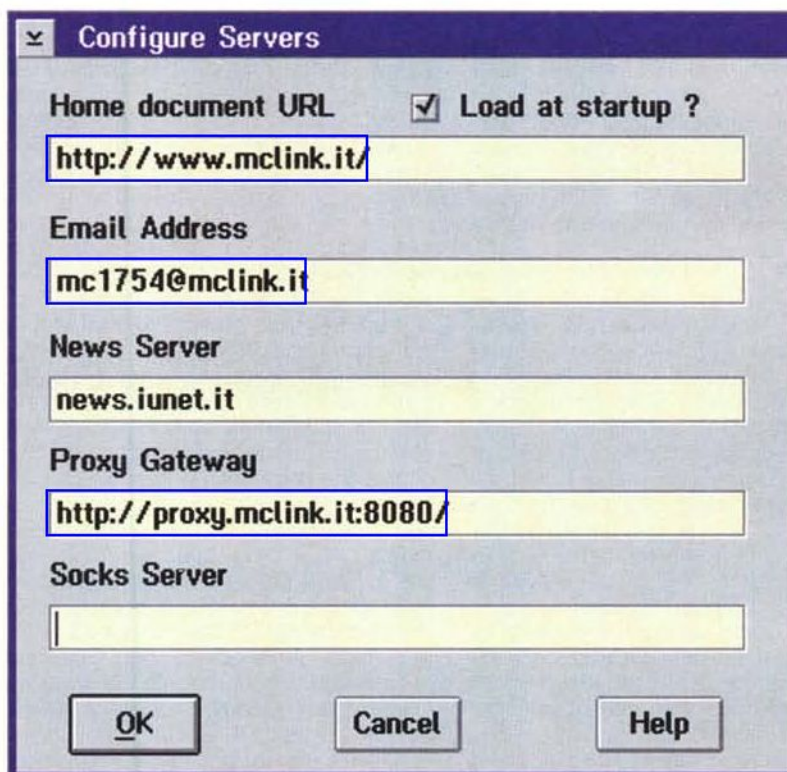 Configure Servers
Home document URL Load at startup ?
http://www.mclink.it/
Email Address
mc1754@mclink.it
News Server
news.iunet.it
Proxy Gateway
http://proxy.mclink.it:8080/
Socks Server
OK Cancel Help